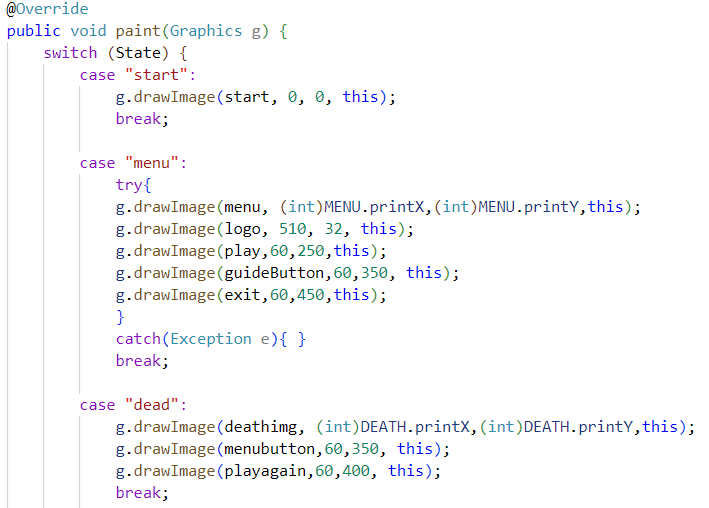 @Override
public void paint(Graphics g) {
switch (State) {
case "start":
g.drawImage(start, 0, 0, this);
break;
case "menu":
try{
g.drawImage(menu, (int)MENU.printX,(int)MENU.printY,this);
g.drawImage(logo, 510, 32, this);
g.drawImage(play,60,250,this);
g.drawImage(guideButton,60,350, this);
g.drawImage(exit,60,450,this);
}
catch(Exception e){ }
break;
case "dead":
g.drawImage(deathimg, (int)DEATH.printX,(int)DEATH.printY,this);
g.drawImage(menubutton,60,350, this);
g.drawImage(playagain,60,400, this);
break;